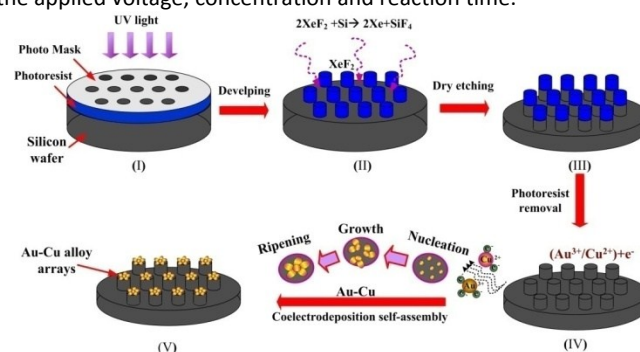 the applied voltage, concentration and reaction time.
UV light
2XeF₂ +Si→ 2Xe+SiF₄
Photo Mask
XeF₂
Photoresist
Develping
Dry etching
Silicon
wafer
(I)
(II)
(III)
Photoresist
removal
Growth
Ripening
Nucleation
(Au³⁺/Cu²⁺)+e⁻
Au-Cu alloy
arrays
Au-Cu
Coelectrodeposition self-assembly
(V)
(IV)